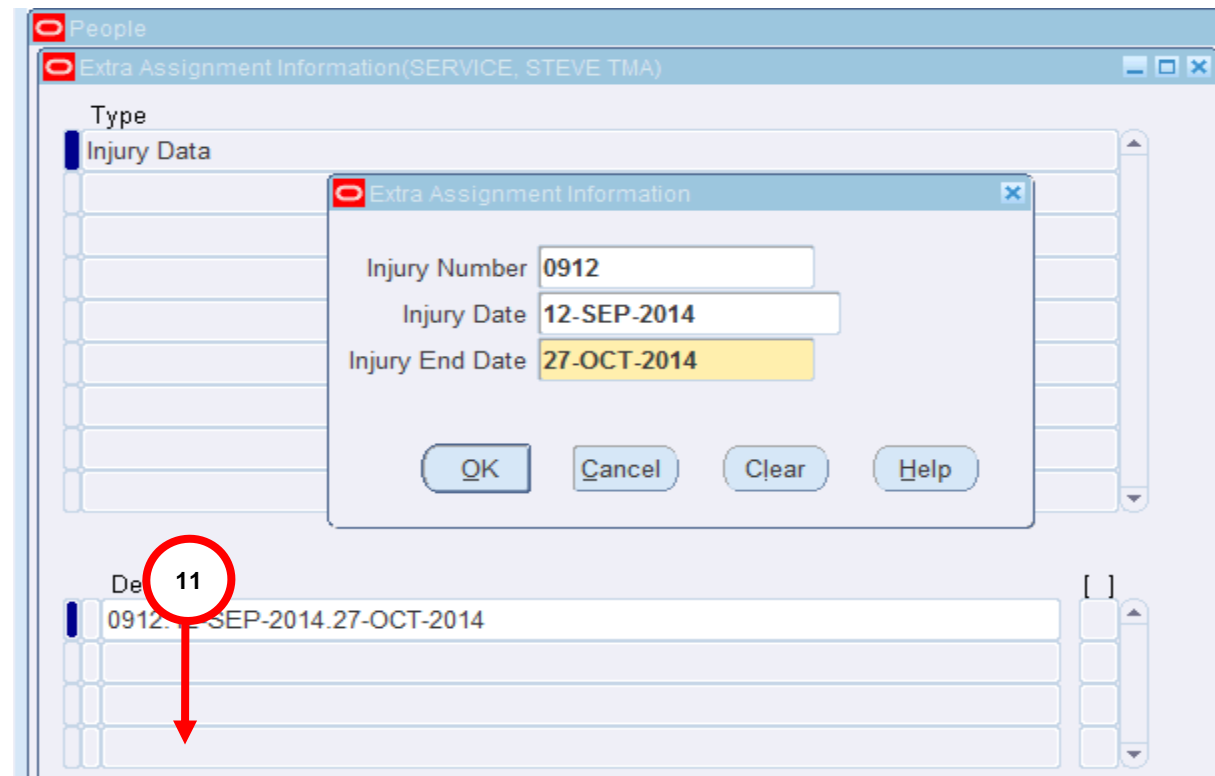 People
Extra Assignment Information(SERVICE, STEVE TMA)
Type
Injury Data
Extra Assignment Information
Injury Number 0912
Injury Date 12-SEP-2014
Injury End Date 27-OCT-2014
OK Cancel Clear Help
De 11 [ ]
0912.12-SEP-2014.27-OCT-2014